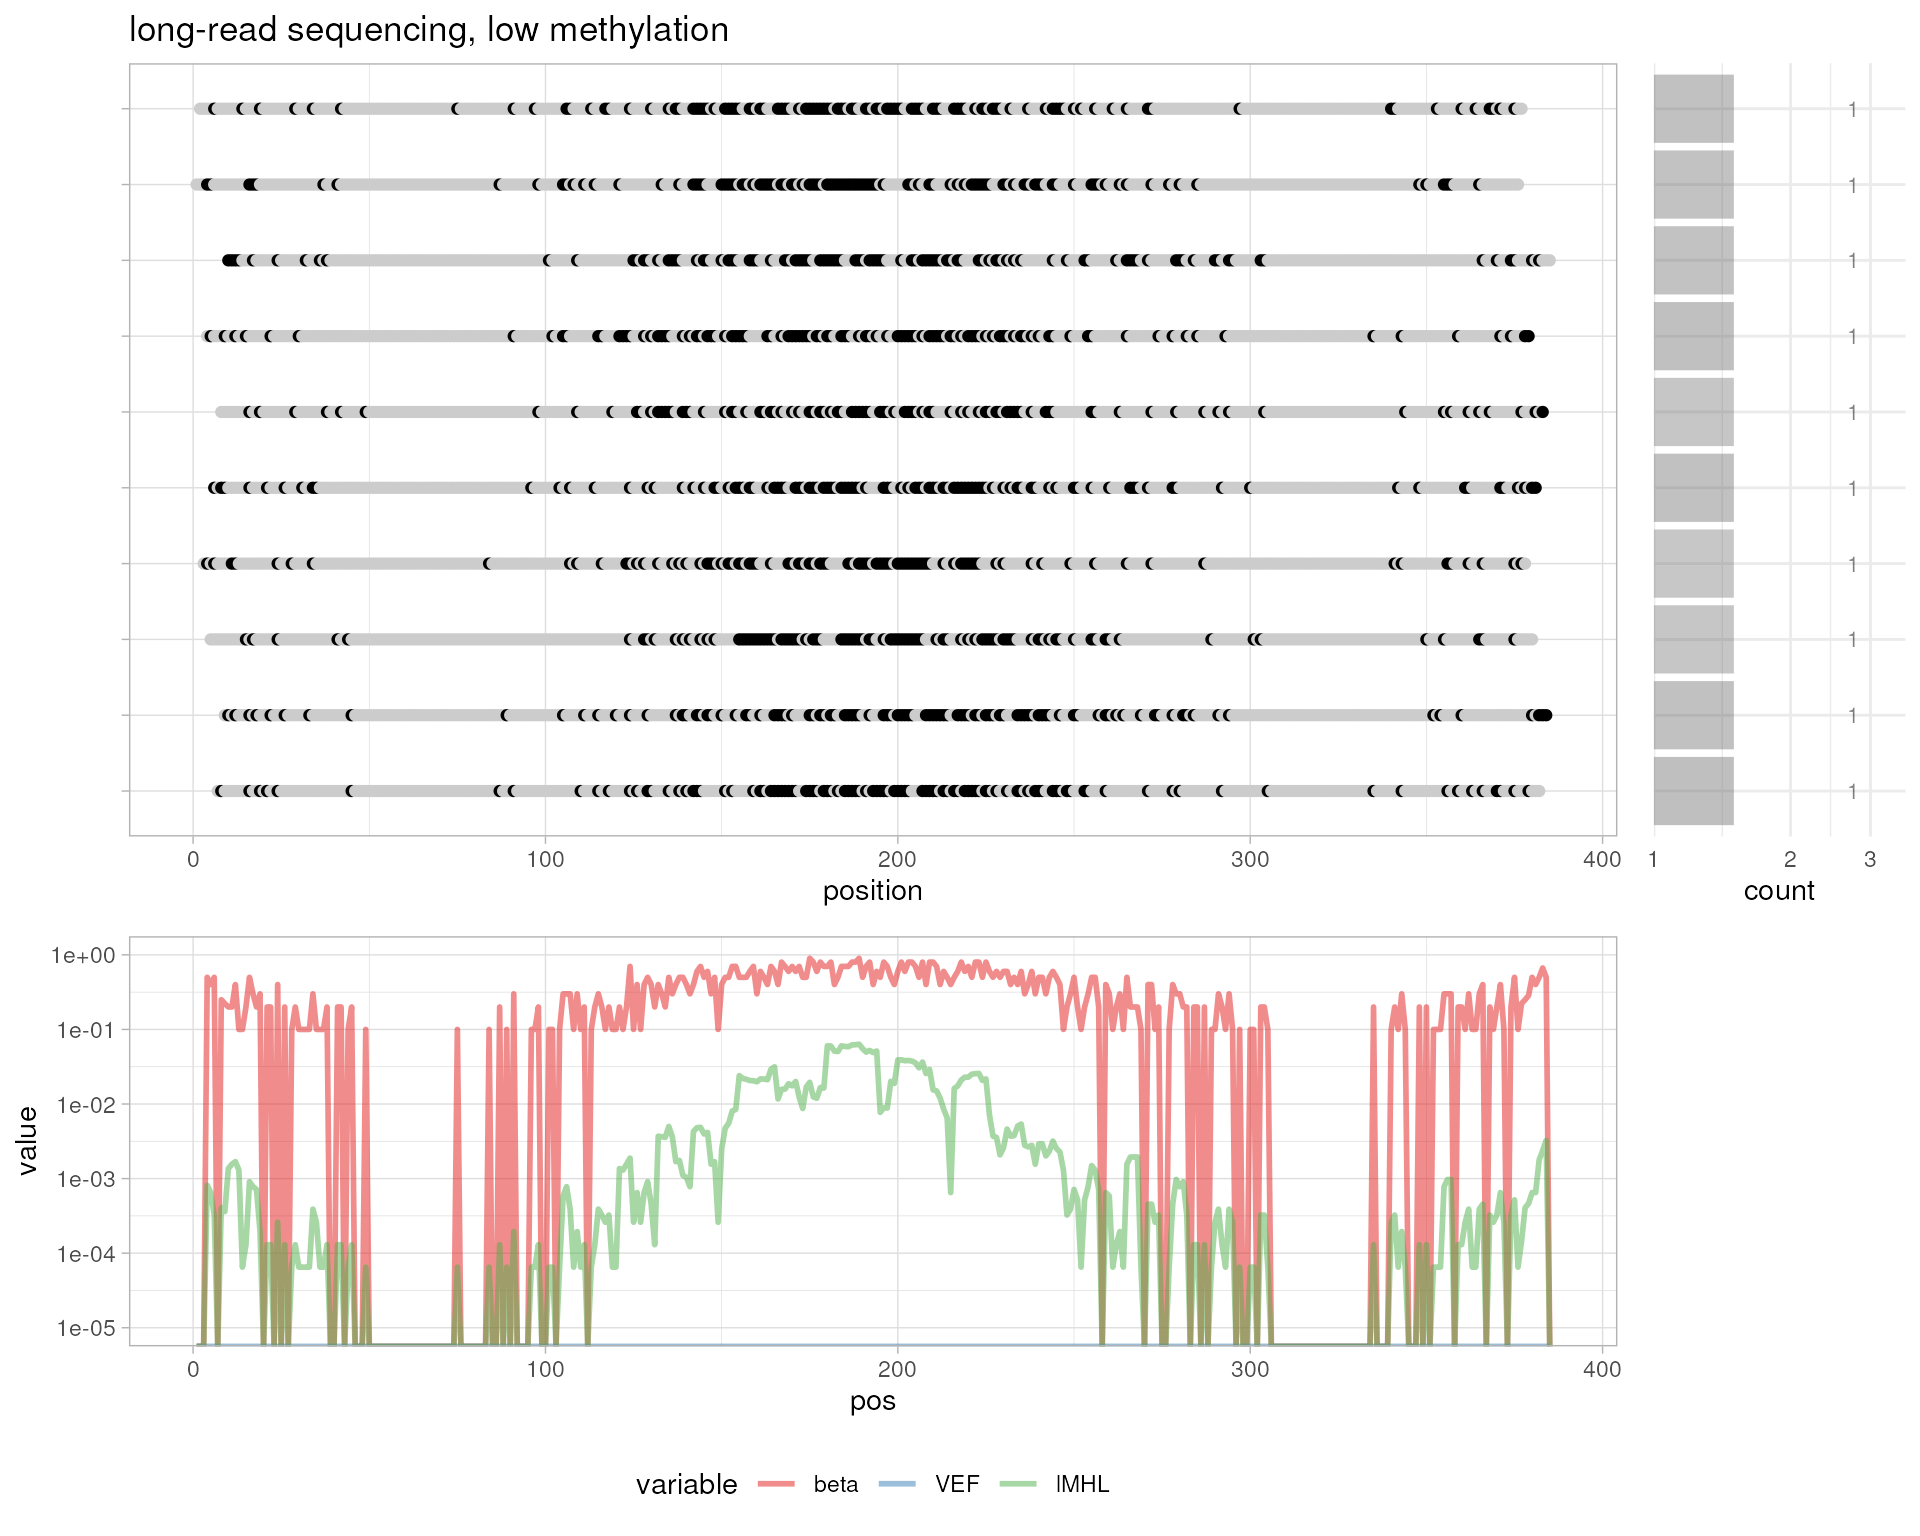 long-read sequencing, low methylation
1
1
1
1
1
1
1
1
1
1
0 100 200 300 400 1 2 3
position count
1e+00
1e-01
1e-02
1e-03
1e-04
1e-05
value
0 100 200 300 400
pos
variable beta VEF lMHL